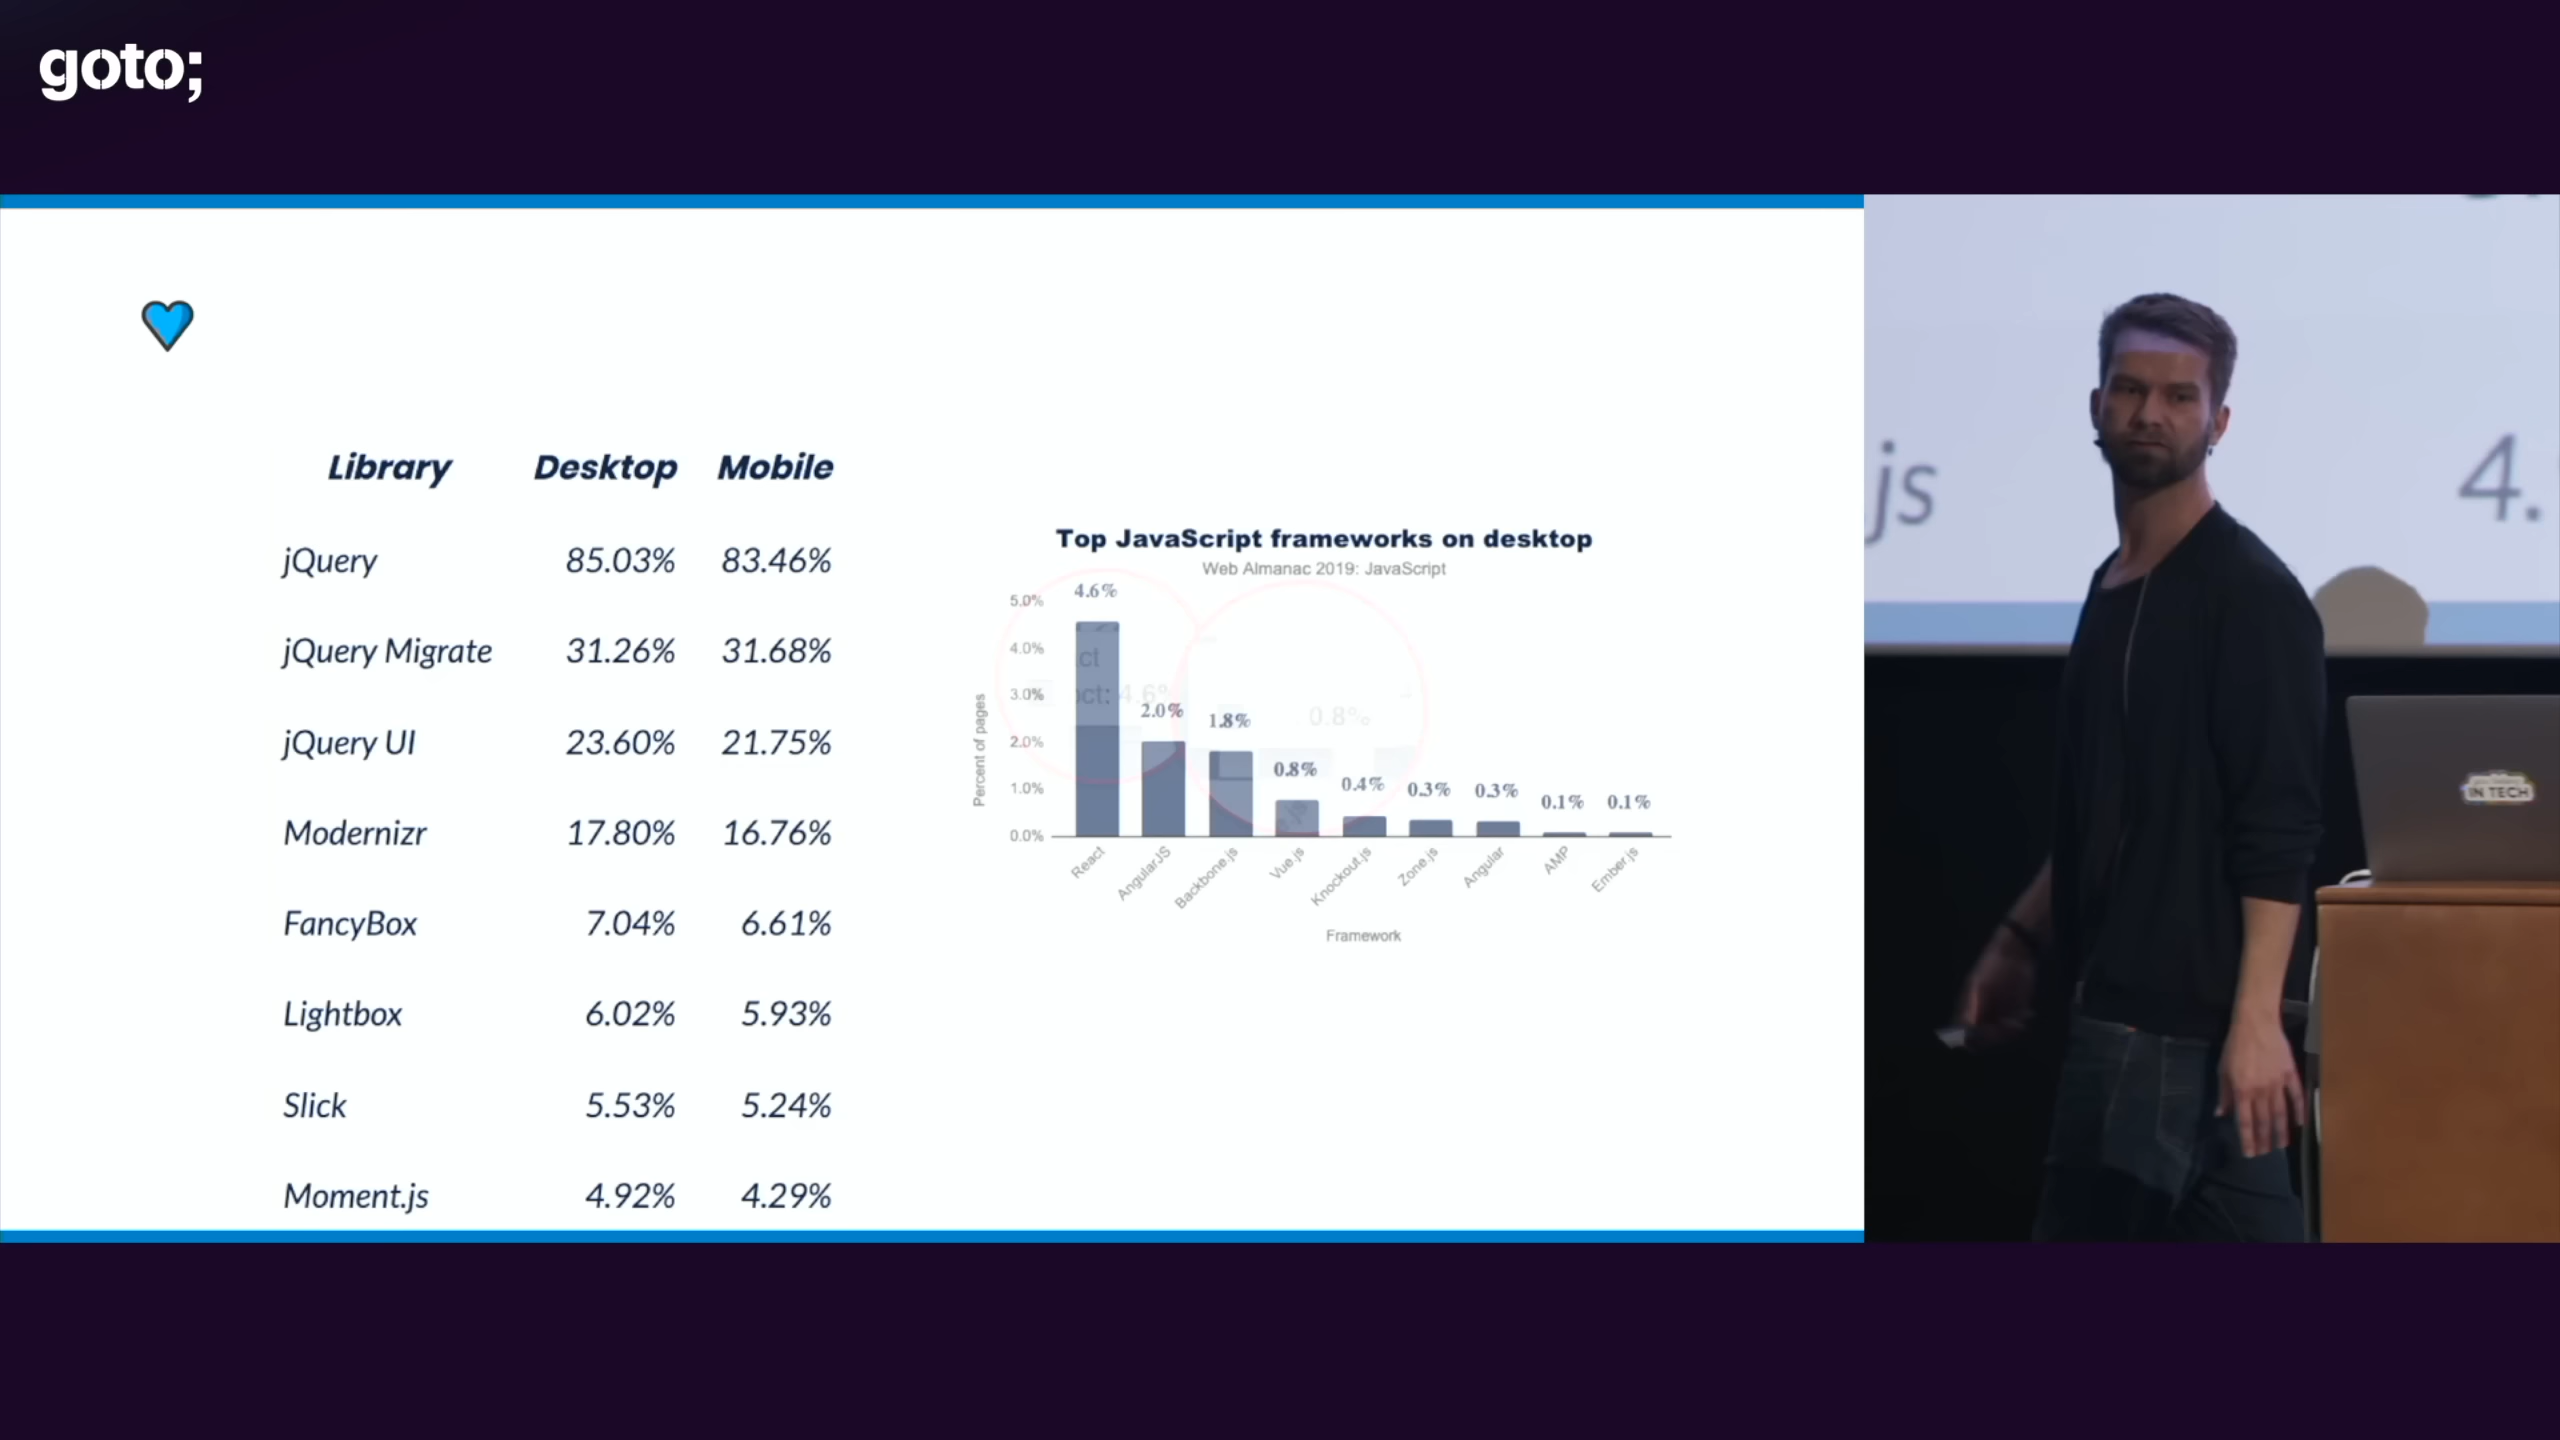 goto;
Library Desktop Mobile
jQuery 85.03% 83.46%
jQuery Migrate 31.26% 31.68%
jQuery UI 23.60% 21.75%
Modernizr 17.80% 16.76%
FancyBox 7.04% 6.61%
Lightbox 6.02% 5.93%
Slick 5.53% 5.24%
Moment.js 4.92% 4.29%
Top JavaScript frameworks on desktop
Web Almanac 2019: JavaScript
Percent of pages
5.0%
4.0%
3.0%
2.0%
1.0%
0.0%
4.6%
2.0%
1.8%
0.8%
0.4%
0.3%
0.3%
0.1%
0.1%
0.8%
React
AngularJS
Backbone.js
Vue.js
Knockout.js
Zone.js
Angular
AMP
Ember.js
Framework
js
4.
IN TECH